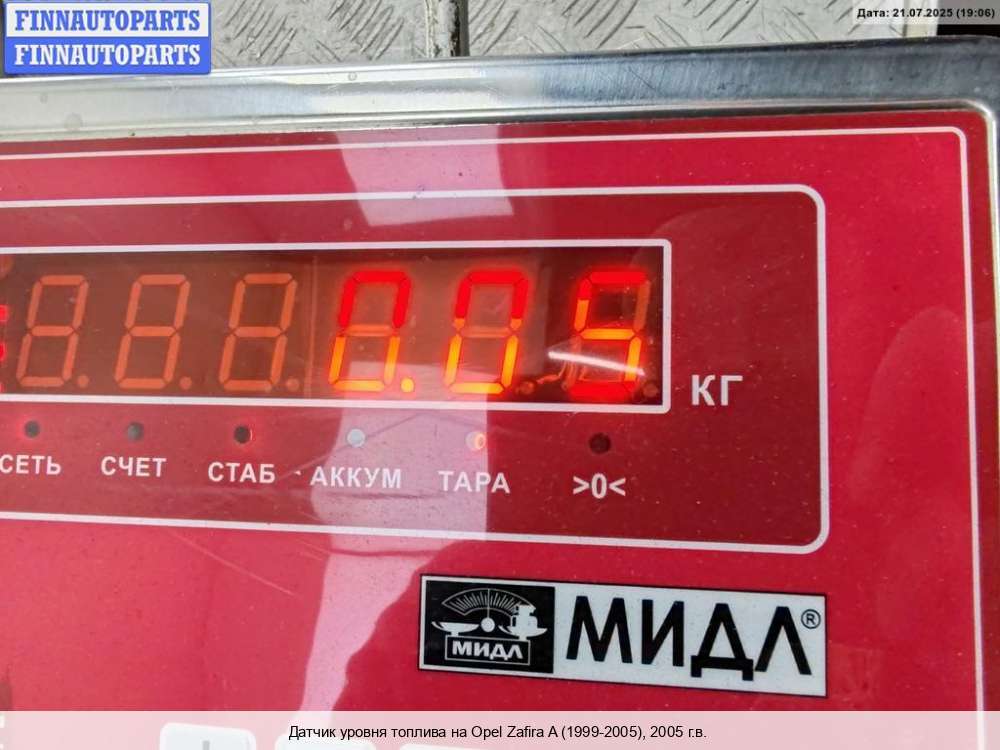 FINNAUTOPARTS
FINNAUTOPARTS
Дата: 21.07.2025 (19:06)
0.05
КГ
СЕТЬ СЧЕТ СТАБ АККУМ ТАРА >0<
МИДЛ
МИДЛ®
Датчик уровня топлива на Opel Zafira A (1999-2005), 2005 г.в.